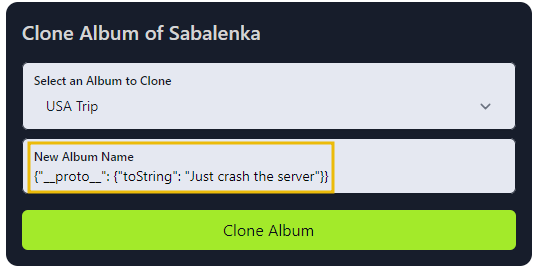 Clone Album of Sabalenka
Select an Album to Clone
USA Trip
New Album Name
{"__proto__": {"toString": "Just crash the server"}}
Clone Album